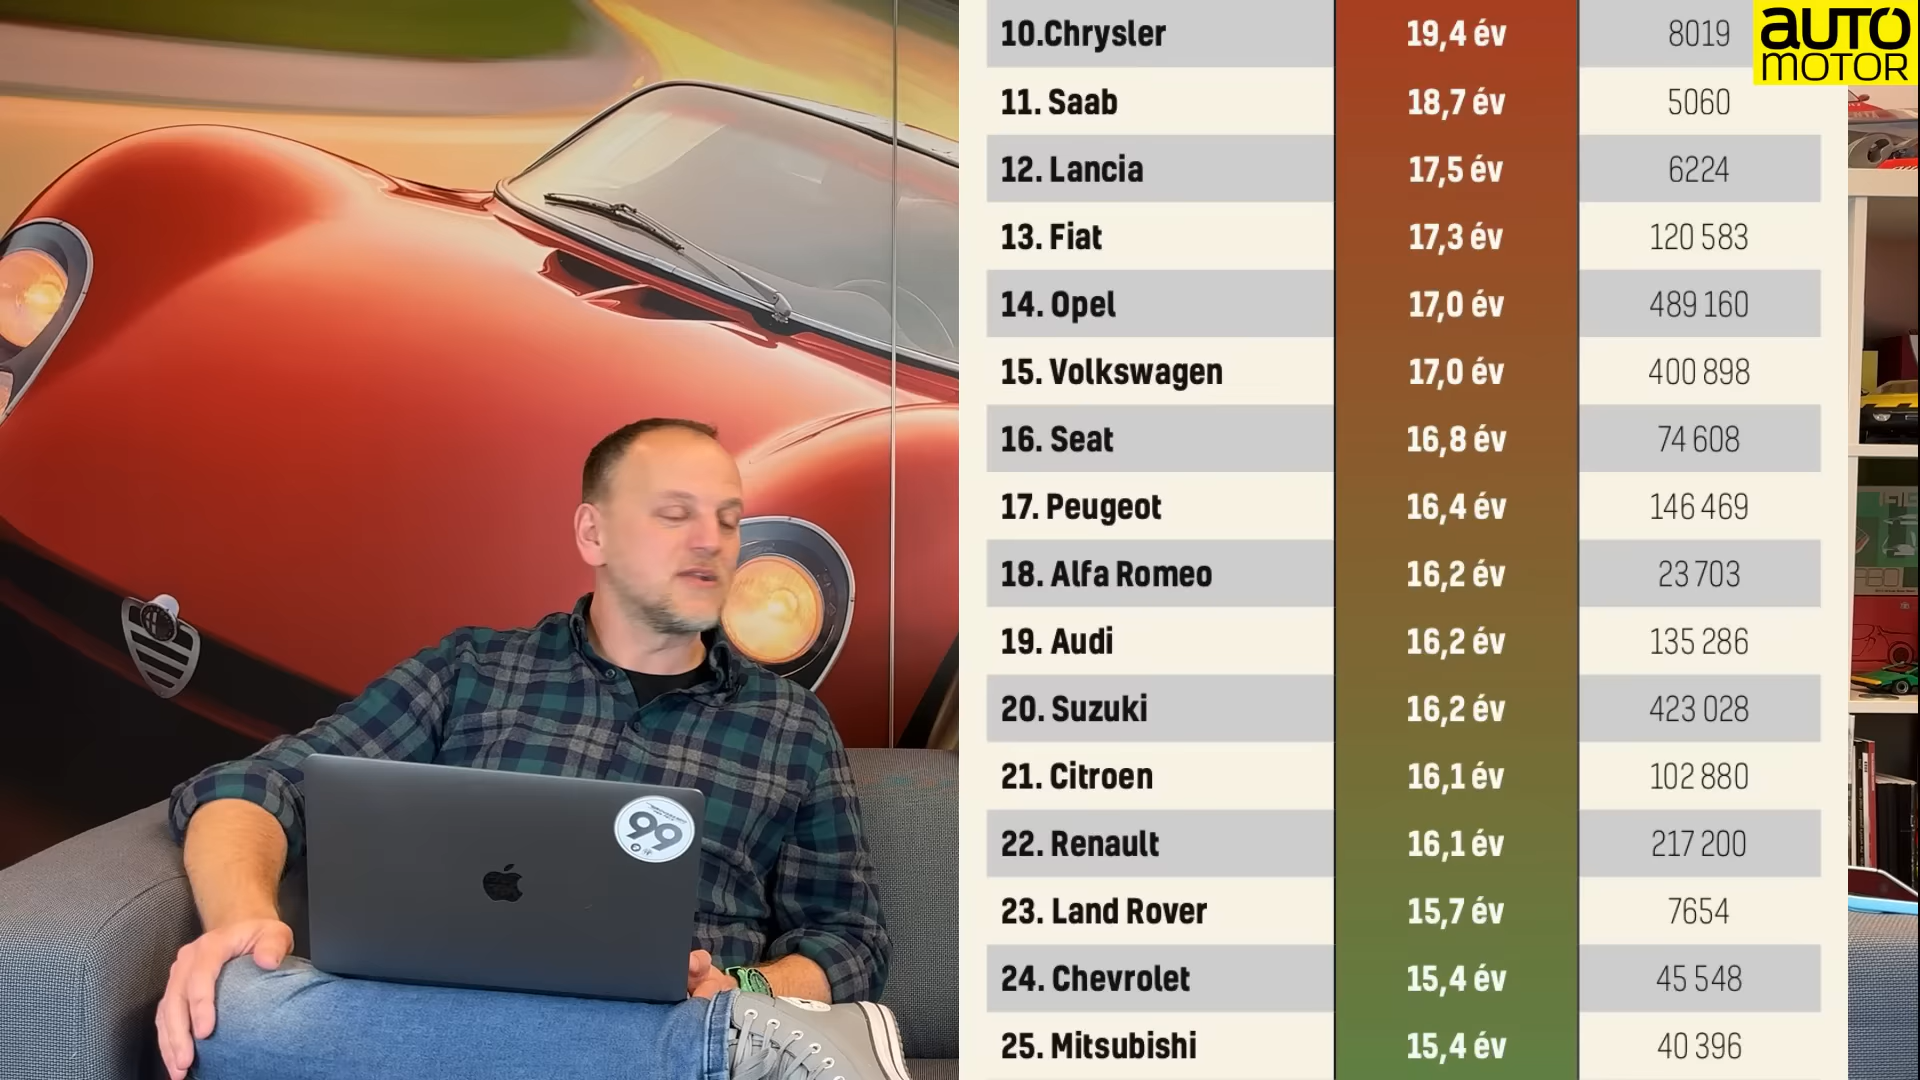 AUTÓ
MOTOR
10.Chrysler 19,4 év 8019
11. Saab 18,7 év 5060
12. Lancia 17,5 év 6224
13. Fiat 17,3 év 120 583
14. Opel 17,0 év 489 160
15. Volkswagen 17,0 év 400 898
16. Seat 16,8 év 74 608
17. Peugeot 16,4 év 146 469
18. Alfa Romeo 16,2 év 23 703
19. Audi 16,2 év 135 286
20. Suzuki 16,2 év 423 028
21. Citroen 16,1 év 102 880
22. Renault 16,1 év 217 200
23. Land Rover 15,7 év 7654
24. Chevrolet 15,4 év 45 548
25. Mitsubishi 15,4 év 40 396
99